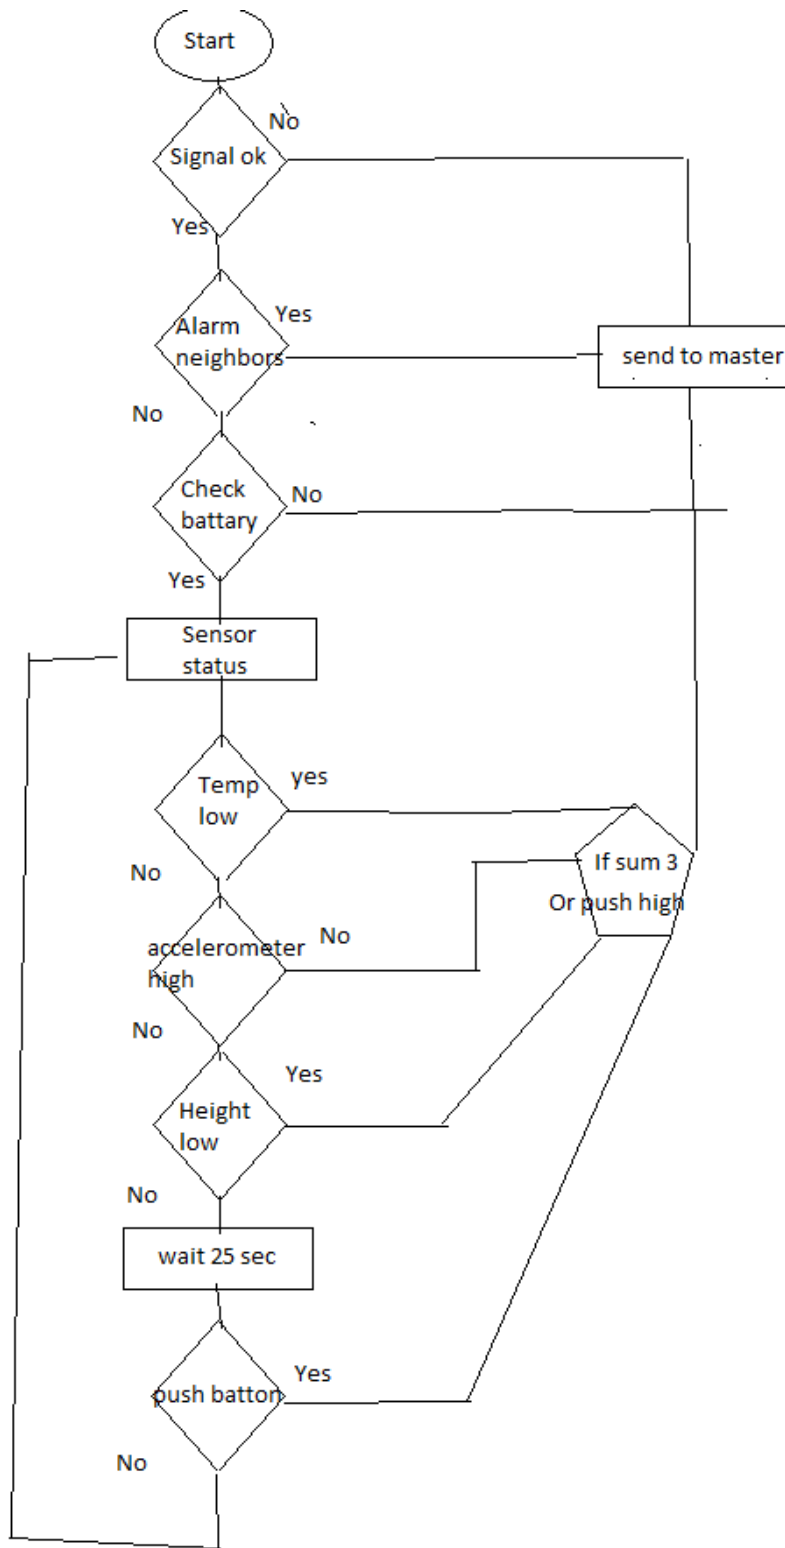 Start
No
Signal ok
Yes
Yes
Alarm
neighbors
send to master
No
Check
battary
No
Yes
Sensor
status
Temp
low
yes
No
If sum 3
Or push high
accelerometer
high
No
No
Yes
Height
low
No
wait 25 sec
Yes
push batton
No